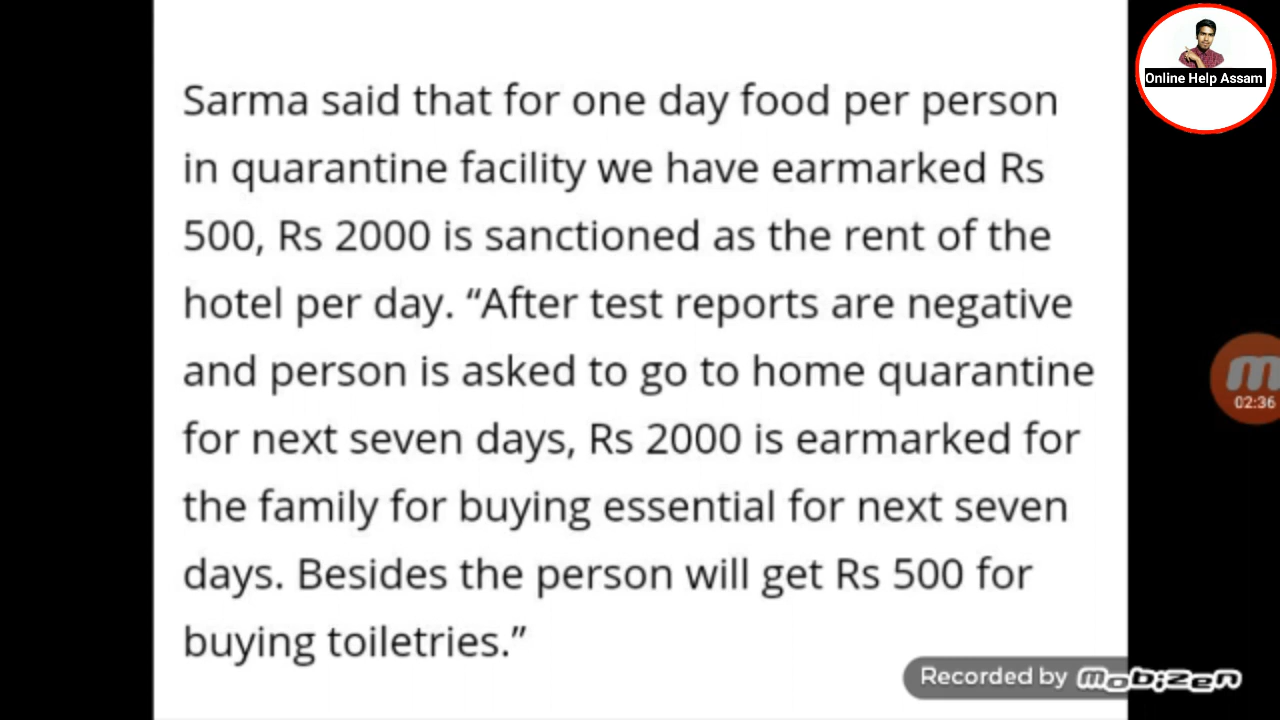 Sarma said that for one day food per person
in quarantine facility we have earmarked Rs
500, Rs 2000 is sanctioned as the rent of the
hotel per day. “After test reports are negative
and person is asked to go to home quarantine
for next seven days, Rs 2000 is earmarked for
the family for buying essential for next seven
days. Besides the person will get Rs 500 for
buying toiletries.”
Online Help Assam
02:36
Recorded by mobizen